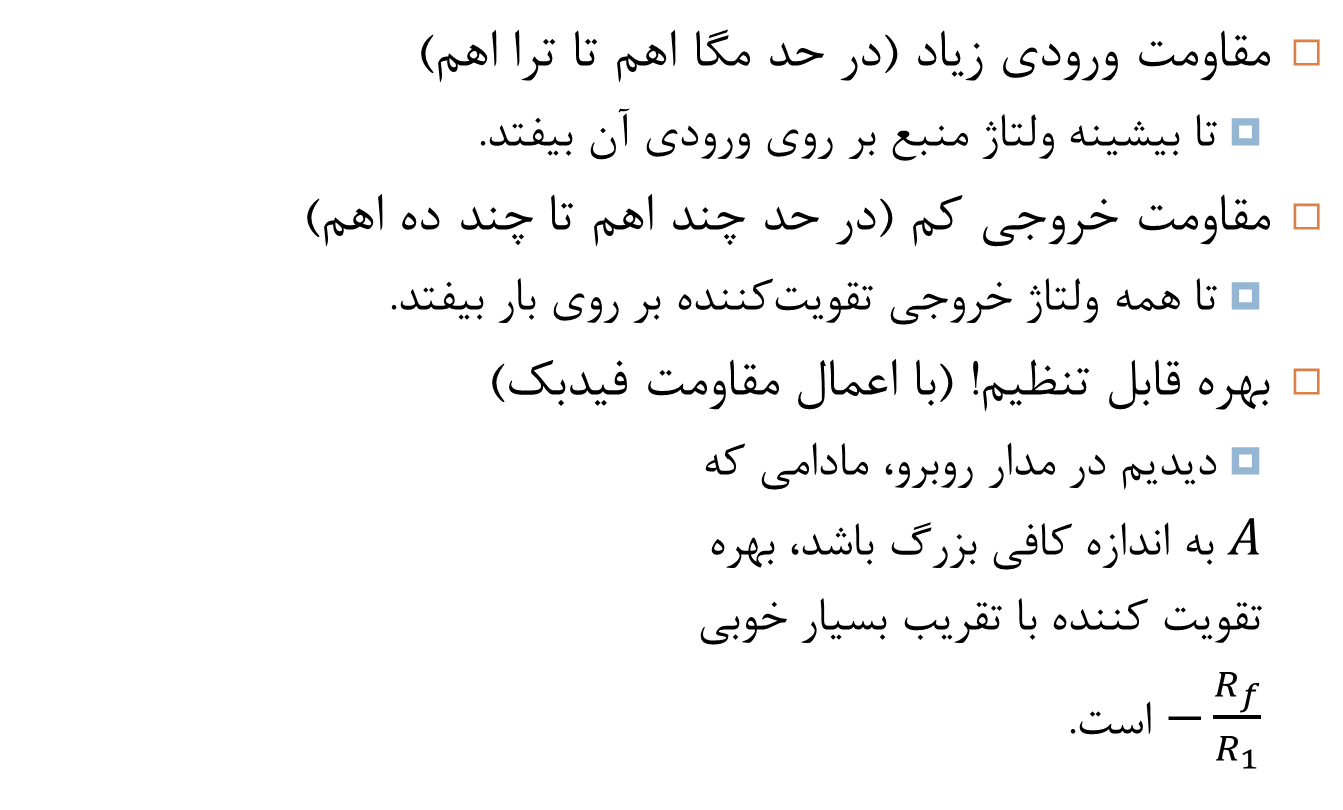 مقاومت ورودی زیاد (در حد مگا اهم تا ترا اهم)
تا بیشینه ولتاژ منبع بر روی ورودی آن بیفتد.
مقاومت خروجی کم (در حد چند اهم تا چند ده اهم)
تا همه ولتاژ خروجی تقویت‌کننده بر روی بار بیفتد.
بهره قابل تنظیم! (با اعمال مقاومت فیدبک)
دیدیم در مدار روبرو، مادامی که
A به اندازه کافی بزرگ باشد، بهره
تقویت کننده با تقریب بسیار خوبی
−R_f/R_1 است.